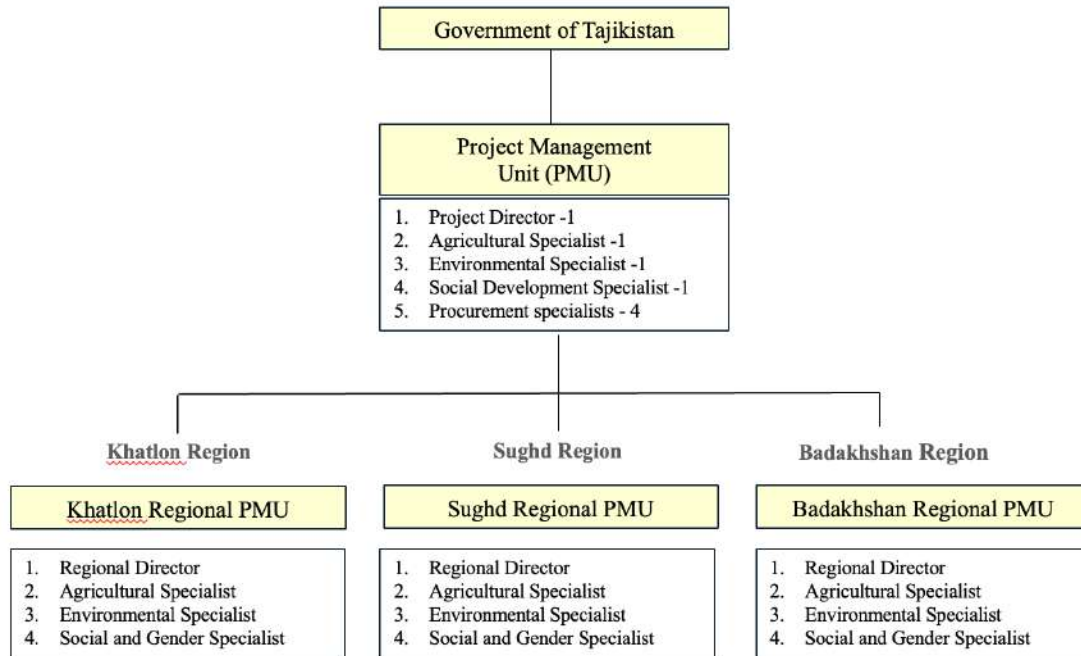 Government of Tajikistan
Project Management
Unit (PMU)
1. Project Director -1
2. Agricultural Specialist -1
3. Environmental Specialist -1
4. Social Development Specialist -1
5. Procurement specialists - 4
Khatlon Region
Sughd Region
Badakhshan Region
Khatlon Regional PMU
Sughd Regional PMU
Badakhshan Regional PMU
1. Regional Director
2. Agricultural Specialist
3. Environmental Specialist
4. Social and Gender Specialist
1. Regional Director
2. Agricultural Specialist
3. Environmental Specialist
4. Social and Gender Specialist
1. Regional Director
2. Agricultural Specialist
3. Environmental Specialist
4. Social and Gender Specialist